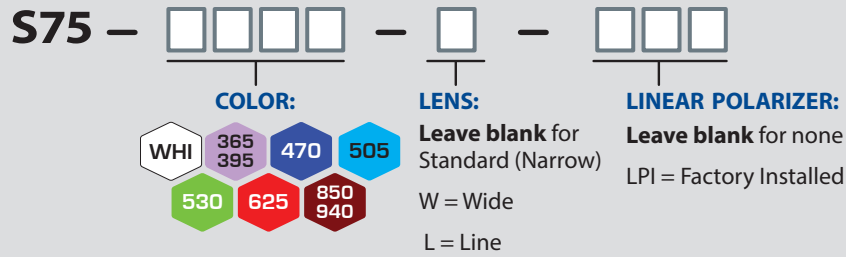 S75 – □□□□ – □ – □□□
COLOR:
WHI
365
395
470
505
530
625
850
940
LENS:
Leave blank for
Standard (Narrow)
W = Wide
L = Line
LINEAR POLARIZER:
Leave blank for none
LPI = Factory Installed